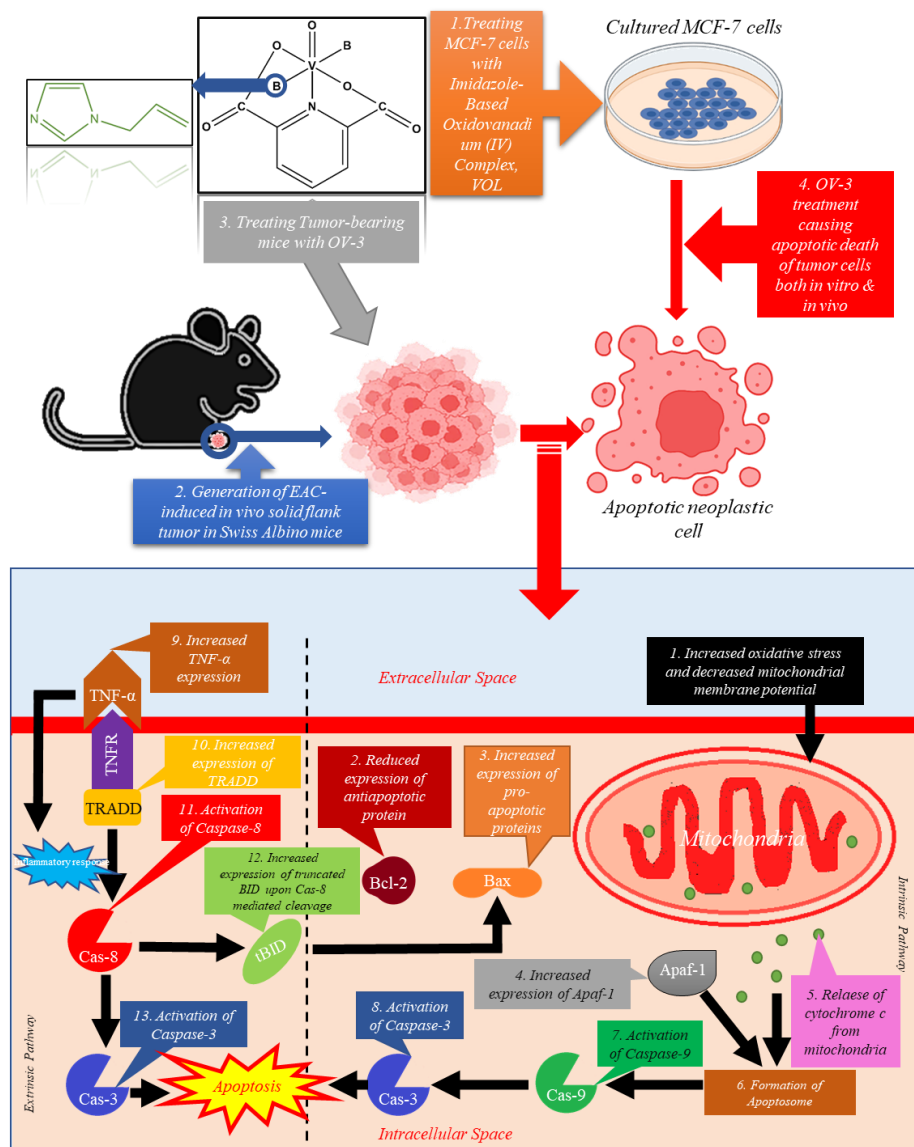 1.Treating
MCF-7 cells
with
Imidazole-
Based
Oxidovanad
ium (IV)
Complex,
VOL
Cultured MCF-7 cells
O
B
O
V
B
O
C
N
C
O
O
N
N
3. Treating Tumor-bearing
mice with OV-3
4. OV-3
treatment
causing
apoptotic death
of tumor cells
both in vitro &
in vivo
2. Generation of EAC-
induced in vivo solid flank
tumor in Swiss Albino mice
Apoptotic neoplastic
cell
9. Increased
TNF-α
expression
TNF-α
Extracellular Space
1. Increased oxidative stress
and decreased mitochondrial
membrane potential
TNFR
10. Increased
expression of
TRADD
TRADD
2. Reduced
expression of
antiapoptotic
protein
3. Increased
expression of
pro-
apoptotic
proteins
11. Activation
of Caspase-8
Mitochondria
nflammatory response
12. Increased
expression of truncated
BID upon Cas-8
mediated cleavage
Bcl-2
Bax
Cas-8
tBID
Intrinsic Pathway
4. Increased
expression of Apaf-1
Apaf-1
5. Relaese of
cytochrome c
from
mitochondria
Extrinsic Pathway
13. Activation of
Caspase-3
8. Activation
of Caspase-3
7. Activation
of Caspase-9
Cas-3
Apoptosis
Cas-3
Cas-9
6. Formation of
Apoptosome
Intracellular Space